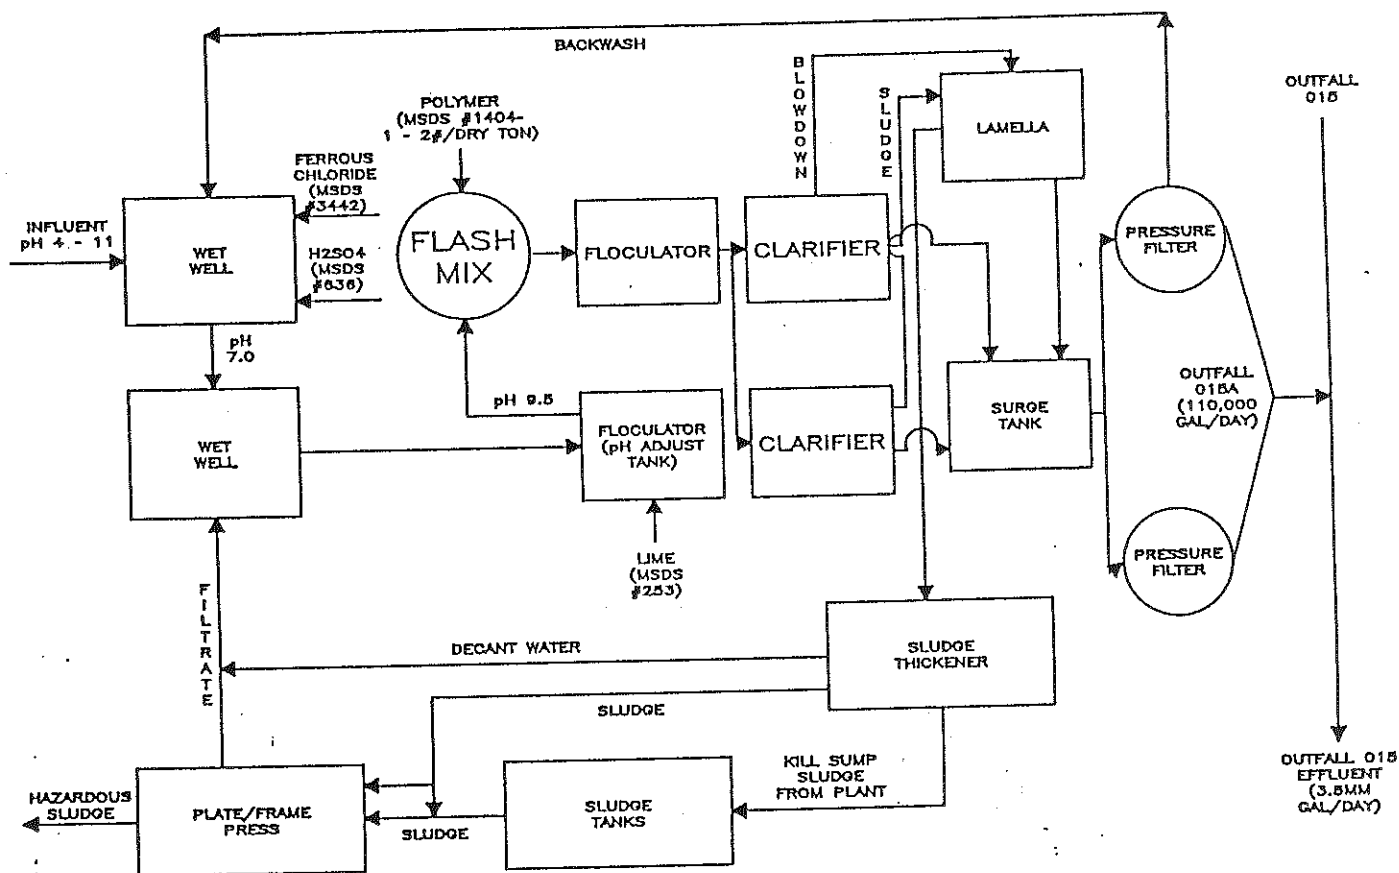 BACKWASH
POLYMER
(MSDS #1404-
1 - 2#/DRY TON)
BLOWDOWN
SLUDGE
LAMELLA
OUTFALL
015
FERROUS
CHLORIDE
(MSDS
#3442)
INFLUENT
pH 4 - 11
WET
WELL
H2SO4
(MSDS
#636)
FLASH
MIX
FLOCULATOR
CLARIFIER
PRESSURE
FILTER
pH
7.0
pH 9.5
OUTFALL
015A
(110,000
GAL/DAY)
WET
WELL
FLOCULATOR
(pH ADJUST
TANK)
CLARIFIER
SURGE
TANK
PRESSURE
FILTER
LIME
(MSDS
#253)
FILTRATE
DECANT WATER
SLUDGE
THICKENER
SLUDGE
KILL SUMP
SLUDGE
FROM PLANT
OUTFALL 015
EFFLUENT
(3.5MM
GAL/DAY)
HAZARDOUS
SLUDGE
PLATE/FRAME
PRESS
SLUDGE
SLUDGE
TANKS